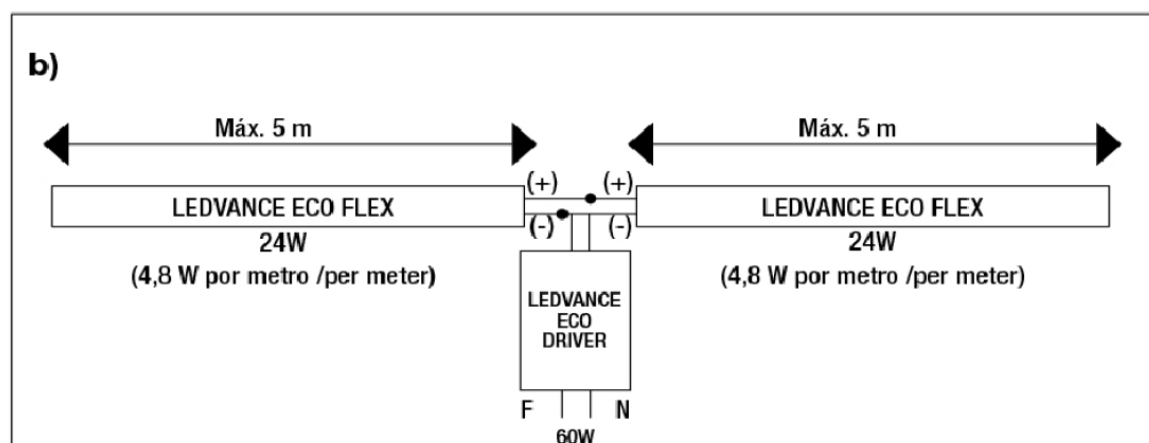 b)
Máx. 5 m
Máx. 5 m
(+)
(+)
LEDVANCE ECO FLEX
LEDVANCE ECO FLEX
(-)
(-)
24W
24W
(4,8 W por metro /per meter)
(4,8 W por metro /per meter)
LEDVANCE
ECO
DRIVER
F
N
60W